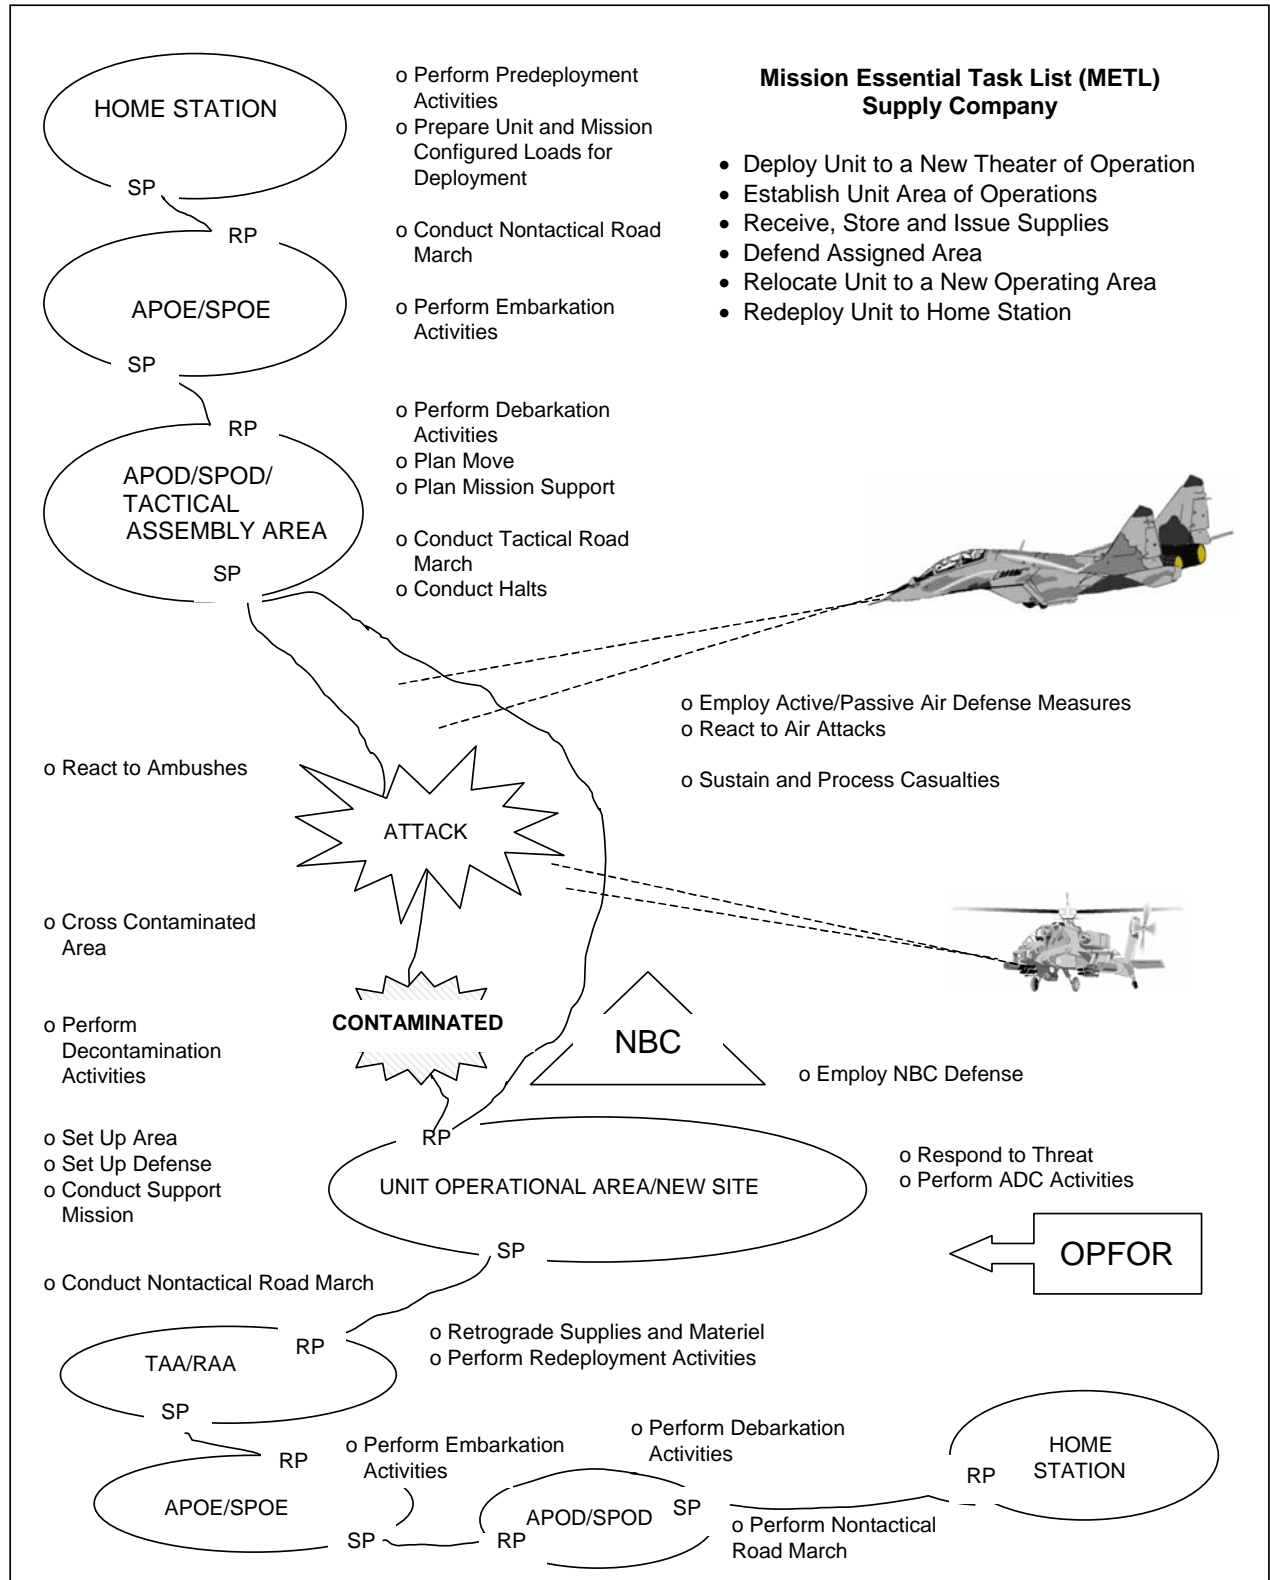 HOME STATION
SP
o Perform Predeployment
Activities
o Prepare Unit and Mission
Configured Loads for
Deployment
Mission Essential Task List (METL)
Supply Company
• Deploy Unit to a New Theater of Operation
• Establish Unit Area of Operations
• Receive, Store and Issue Supplies
• Defend Assigned Area
• Relocate Unit to a New Operating Area
• Redeploy Unit to Home Station
RP
o Conduct Nontactical Road
March
APOE/SPOE
o Perform Embarkation
Activities
SP
RP
o Perform Debarkation
Activities
o Plan Move
o Plan Mission Support
APOD/SPOD/
TACTICAL
ASSEMBLY AREA
SP
o Conduct Tactical Road
March
o Conduct Halts
o Employ Active/Passive Air Defense Measures
o React to Air Attacks
o Sustain and Process Casualties
o React to Ambushes
ATTACK
o Cross Contaminated
Area
CONTAMINATED
NBC
o Perform
Decontamination
Activities
o Employ NBC Defense
o Set Up Area
o Set Up Defense
o Conduct Support
Mission
RP
UNIT OPERATIONAL AREA/NEW SITE
SP
o Respond to Threat
o Perform ADC Activities
OPFOR
o Conduct Nontactical Road March
RP
TAA/RAA
SP
o Retrograde Supplies and Materiel
o Perform Redeployment Activities
RP
APOE/SPOE
SP
o Perform Embarkation
Activities
o Perform Debarkation
Activities
APOD/SPOD
SP
RP
o Perform Nontactical
Road March
HOME
STATION
RP